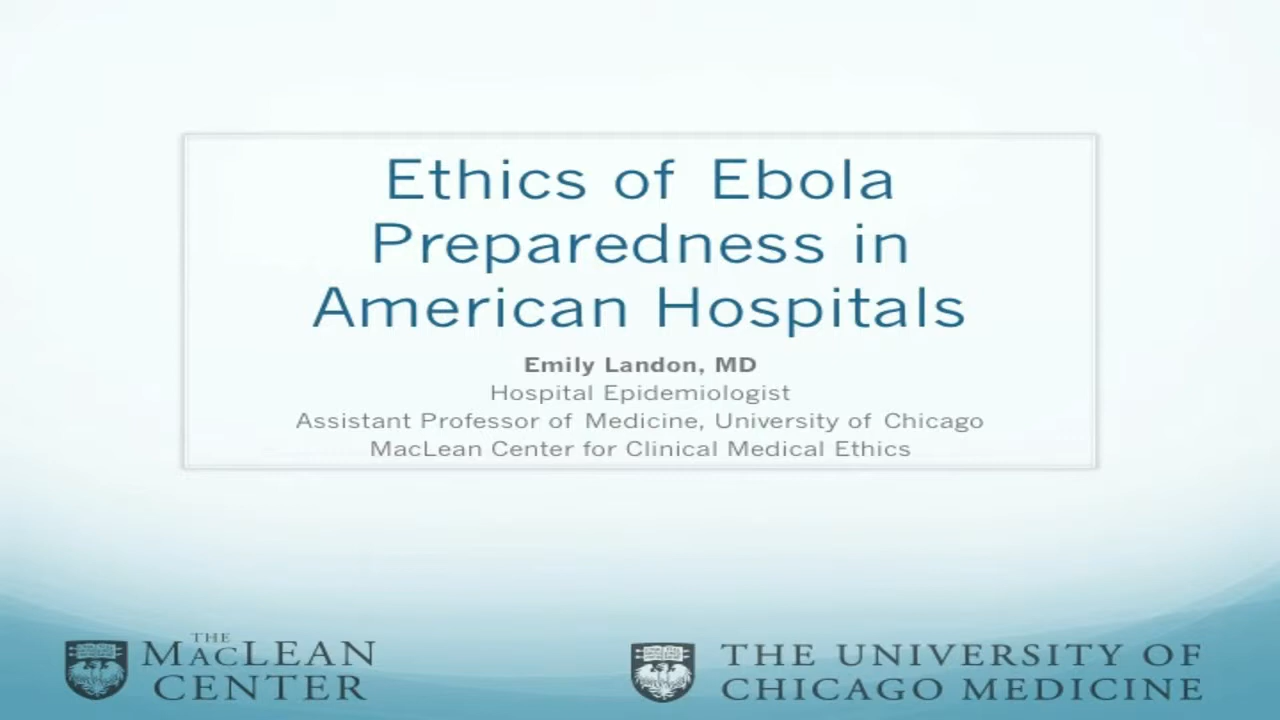 Ethics of Ebola
Preparedness in
American Hospitals
Emily Landon, MD
Hospital Epidemiologist
Assistant Professor of Medicine, University of Chicago
MacLean Center for Clinical Medical Ethics
THE
MACLEAN
CENTER
THE UNIVERSITY OF
CHICAGO MEDICINE